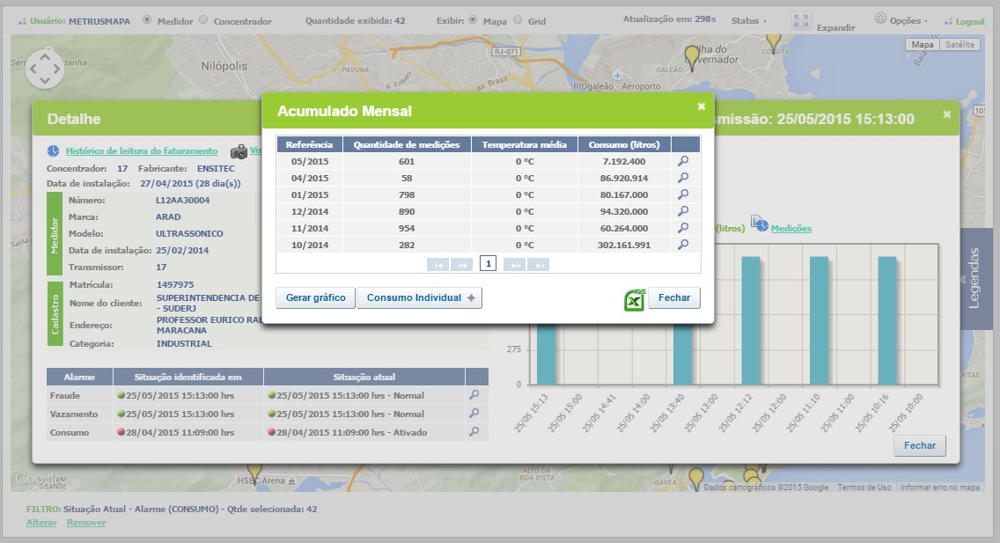 Usuário: METRUSMAPA Medidor Concentrador Quantidade exibida: 42 Exibir: Mapa Grid Atualização em: 298s Status Expandir Opções Logout
Mapa Satélite
RJ-071
Nilópolis
PAVUNA
Av. Brasil
GALEÃO
Ilha do Governador
COCOTÁ
RIOgaleão - Aeroporto
Detalhe
smissão: 25/05/2015 15:13:00
Acumulado Mensal
Referência Quantidade de medições Temperatura média Consumo (litros)
05/2015 601 0 °C 7.192.400
04/2015 58 0 °C 86.920.914
01/2015 798 0 °C 80.167.000
12/2014 890 0 °C 94.320.000
11/2014 954 0 °C 60.264.000
10/2014 282 0 °C 302.161.991
1
Gerar gráfico Consumo Individual + XLS Fechar
Histórico de leitura do faturamento Vis
Concentrador: 17 Fabricante: ENSITEC
Data de instalação: 27/04/2015 (28 dia(s))
Medidor
Número: L12AA30004
Marca: ARAD
Modelo: ULTRASSONICO
Data de instalação: 25/02/2014
Transmissor: 17
Cadastro
Matrícula: 1497975
Nome do cliente: SUPERINTENDENCIA DE
- SUDERJ
Endereço: PROFESSOR EURICO RAB
MARACANA
Categoria: INDUSTRIAL
Alarme Situação identificada em Situação atual
Fraude 25/05/2015 15:13:00 hrs 25/05/2015 15:13:00 hrs - Normal
Vazamento 25/05/2015 15:13:00 hrs 25/05/2015 15:13:00 hrs - Normal
Consumo 28/04/2015 11:09:00 hrs 28/04/2015 11:09:00 hrs - Ativado
(litros) Medições
275
0
25/05 15:13 25/05 15:00 25/05 14:41 25/05 14:00 25/05 13:40 25/05 13:00 25/05 12:12 25/05 12:00 25/05 11:10 25/05 11:00 25/05 10:16 25/05 10:00
Fechar
« Legendas
Google
GRANDE
HSBC Arena
ALTO DA
BOA VISTA
GÁVEA
Dados cartográficos ©2015 Google Termos de Uso Informar erro no mapa
FILTRO: Situação Atual - Alarme (CONSUMO) - Qtde selecionada: 42
Alterar Remover